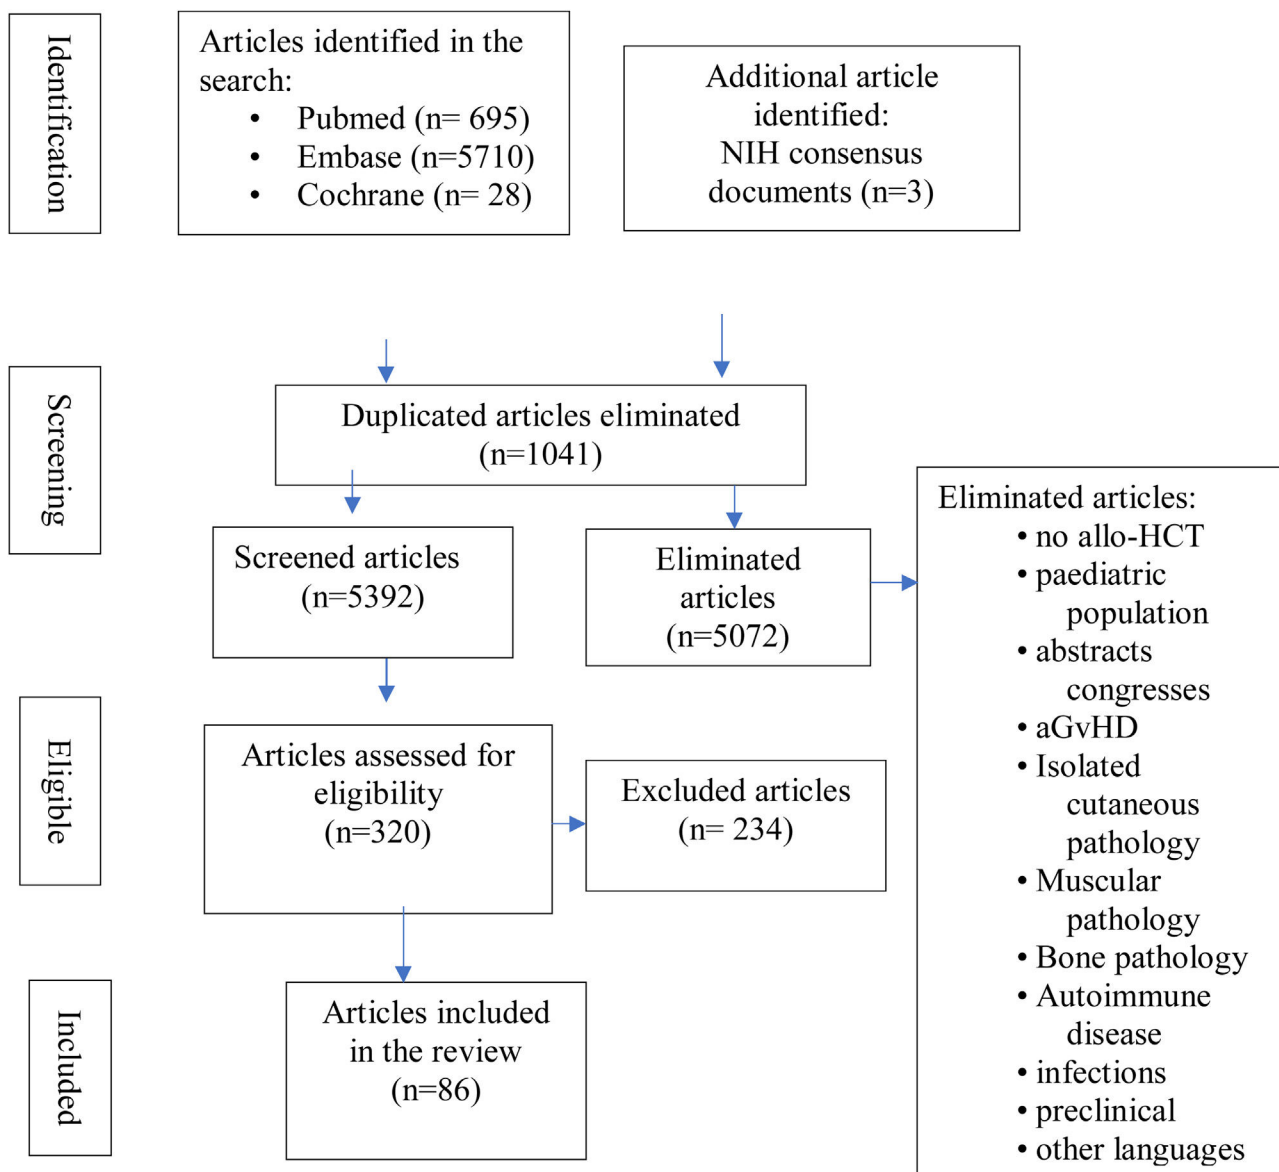 Identification
Articles identified in the
search:
• Pubmed (n= 695)
• Embase (n=5710)
• Cochrane (n= 28)
Additional article
identified:
NIH consensus
documents (n=3)
Screening
Duplicated articles eliminated
(n=1041)
Screened articles
(n=5392)
Eliminated
articles
(n=5072)
Eliminated articles:
• no allo-HCT
• paediatric
population
• abstracts
congresses
• aGvHD
• Isolated
cutaneous
pathology
• Muscular
pathology
• Bone pathology
• Autoimmune
disease
• infections
• preclinical
• other languages
Eligible
Articles assessed for
eligibility
(n=320)
Excluded articles
(n= 234)
Included
Articles included
in the review
(n=86)